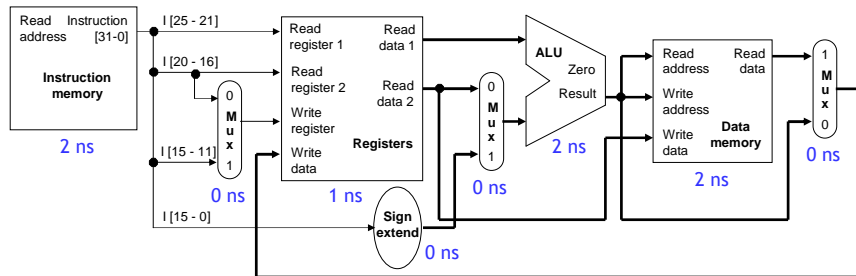 Read Instruction
address [31-0]
Instruction
memory
2 ns
I [25 - 21]
I [20 - 16]
I [15 - 11]
I [15 - 0]
0
Mux
1
0 ns
Read
register 1
Read
data 1
Read
register 2
Read
data 2
Write
register
Write
data
Registers
1 ns
Sign
extend
0 ns
0
Mux
1
0 ns
ALU
Zero
Result
2 ns
Read
address
Read
data
Write
address
Write
data
Data
memory
2 ns
1
Mux
0
0 ns